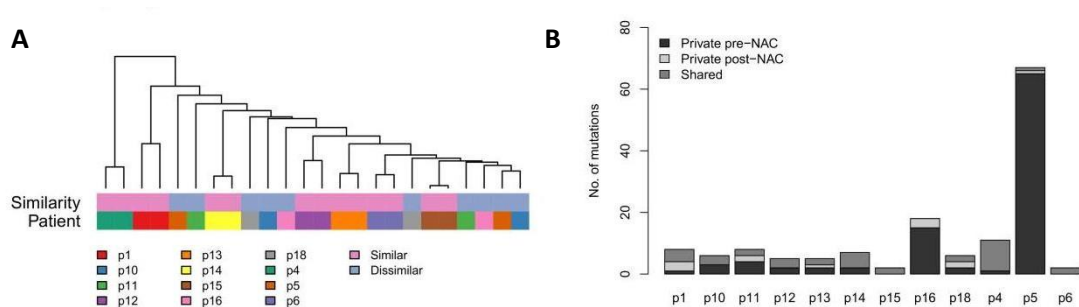 A
Similarity
Patient
p1 p13 p18 Similar
p10 p14 p4 Dissimilar
p11 p15 p5
p12 p16 p6
B
80
60
40
20
0
No. of mutations
Private pre−NAC
Private post−NAC
Shared
p1 p10 p11 p12 p13 p14 p15 p16 p18 p4 p5 p6